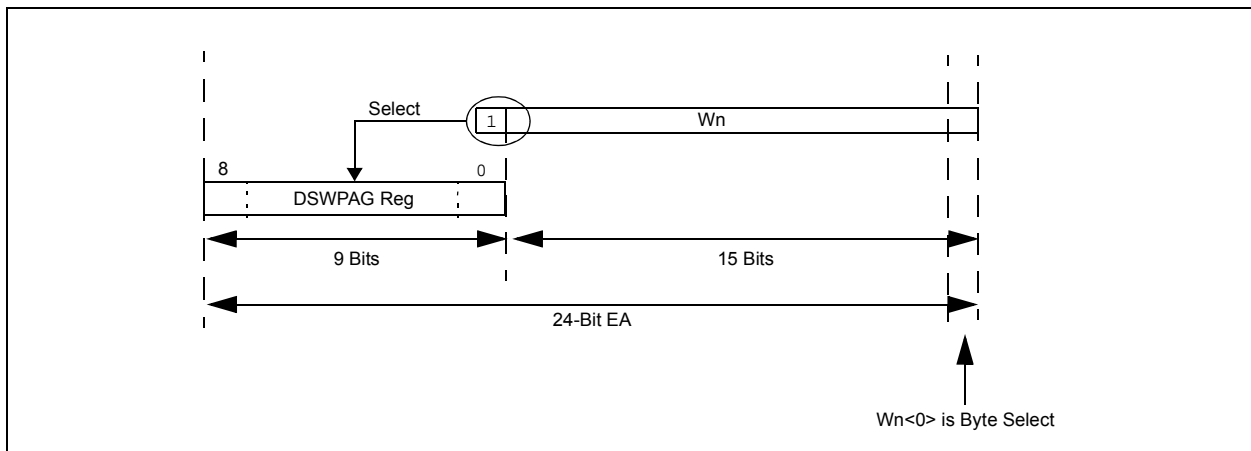 Select
1
Wn
8
0
DSWPAG Reg
9 Bits
15 Bits
24-Bit EA
Wn<0> is Byte Select